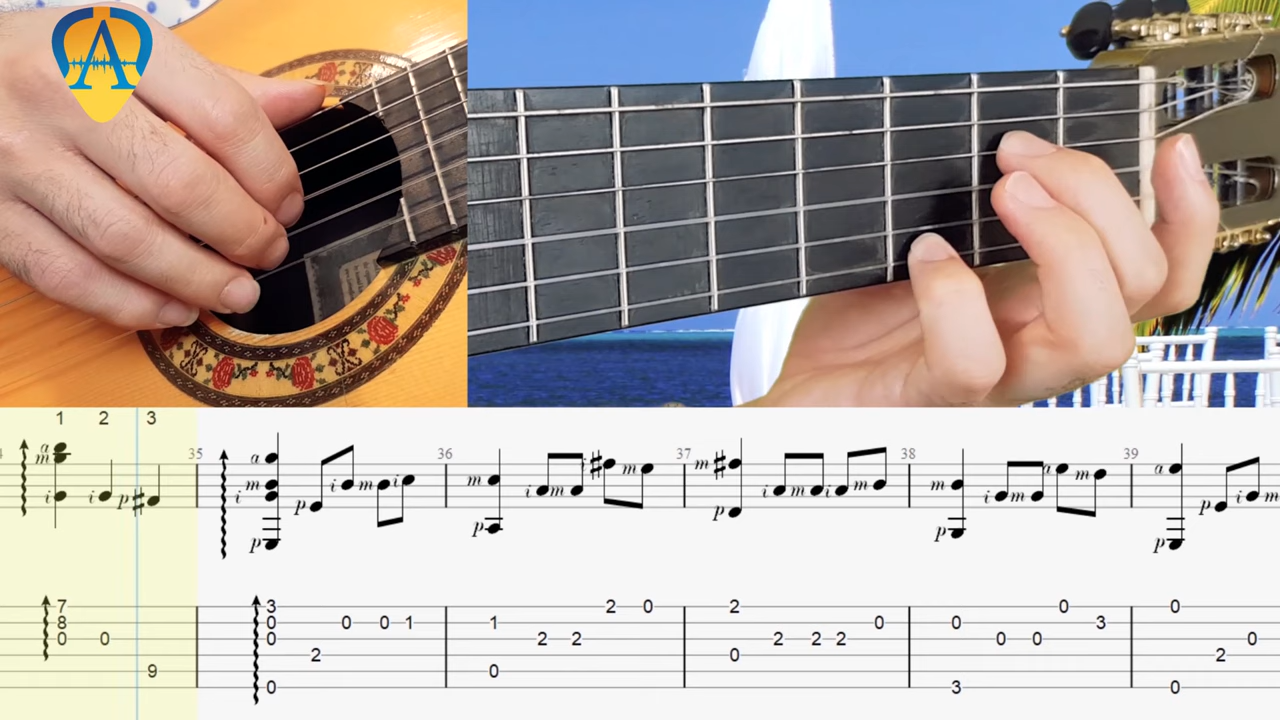 A
1 2 3
4 35 36 37 38 39
a
m
i i p
a
m
i
p p i m i
m
p i m i m
m
p i m i m
m
p i m a m
a
p p i m
7 3 2 0 2 0 0
8 0 0 0 1 1 0 0 3
0 0 0 2 2 2 2 2 0 0 0
2 0 2
9 0
0 3 0